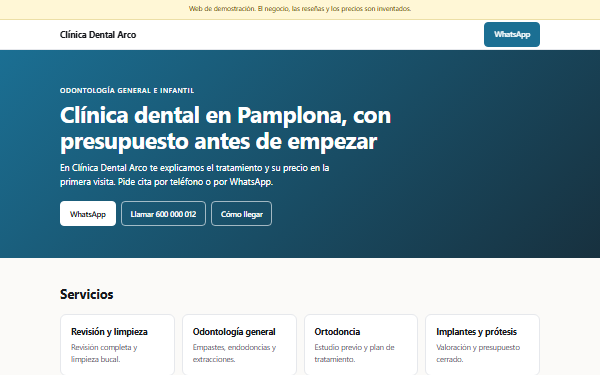 Web de demostración. El negocio, las reseñas y los precios son inventados.
Clínica Dental Arco
WhatsApp
ODONTOLOGÍA GENERAL E INFANTIL
Clínica dental en Pamplona, con
presupuesto antes de empezar
En Clínica Dental Arco te explicamos el tratamiento y su precio en la
primera visita. Pide cita por teléfono o por WhatsApp.
WhatsApp
Llamar 600 000 012
Cómo llegar
Servicios
Revisión y limpieza
Revisión completa y
limpieza bucal.
Odontología general
Empastes, endodoncias y
extracciones.
Ortodoncia
Estudio previo y plan de
tratamiento.
Implantes y prótesis
Valoración y presupuesto
cerrado.